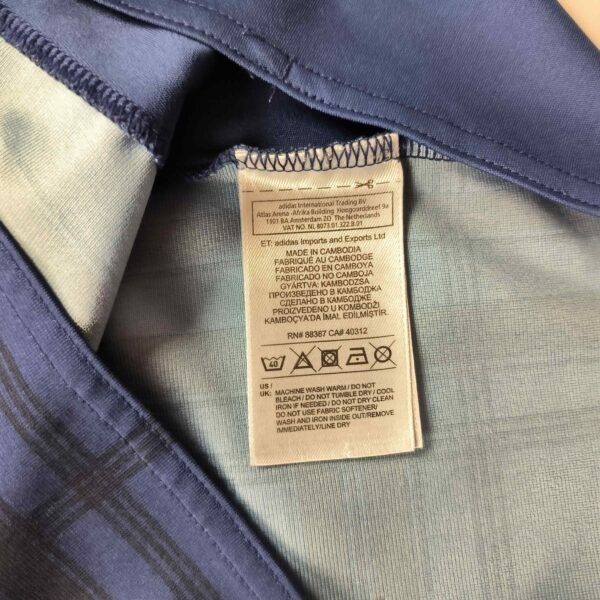 adidas International Trading BV
Atlas Arena -Afrika Building Hoogoorddreef 9a
1101 BA Amsterdam ZO The Netherlands
VAT NO. NL 8073.01.322.B.01
ET: adidas Imports and Exports Ltd
MADE IN CAMBODIA
FABRIQUÉ AU CAMBODGE
FABRICADO EN CAMBOYA
FABRICADO NO CAMBOJA
GYÁRTVA: KAMBODZSA
ПРОИЗВЕДЕНО В КАМБОДЖА
СДЕЛАНО В КАМБОДЖЕ
PROIZVEDENO U KOMBODŽI
KAMBOÇYA'DA İMAL EDİLMİŞTİR.
RN# 88387 CA# 40312
40
US /
UK: MACHINE WASH WARM / DO NOT
BLEACH / DO NOT TUMBLE DRY / COOL
IRON IF NEEDED / DO NOT DRY CLEAN
DO NOT USE FABRIC SOFTENER/
WASH AND IRON INSIDE OUT/REMOVE
IMMEDIATELY/LINE DRY